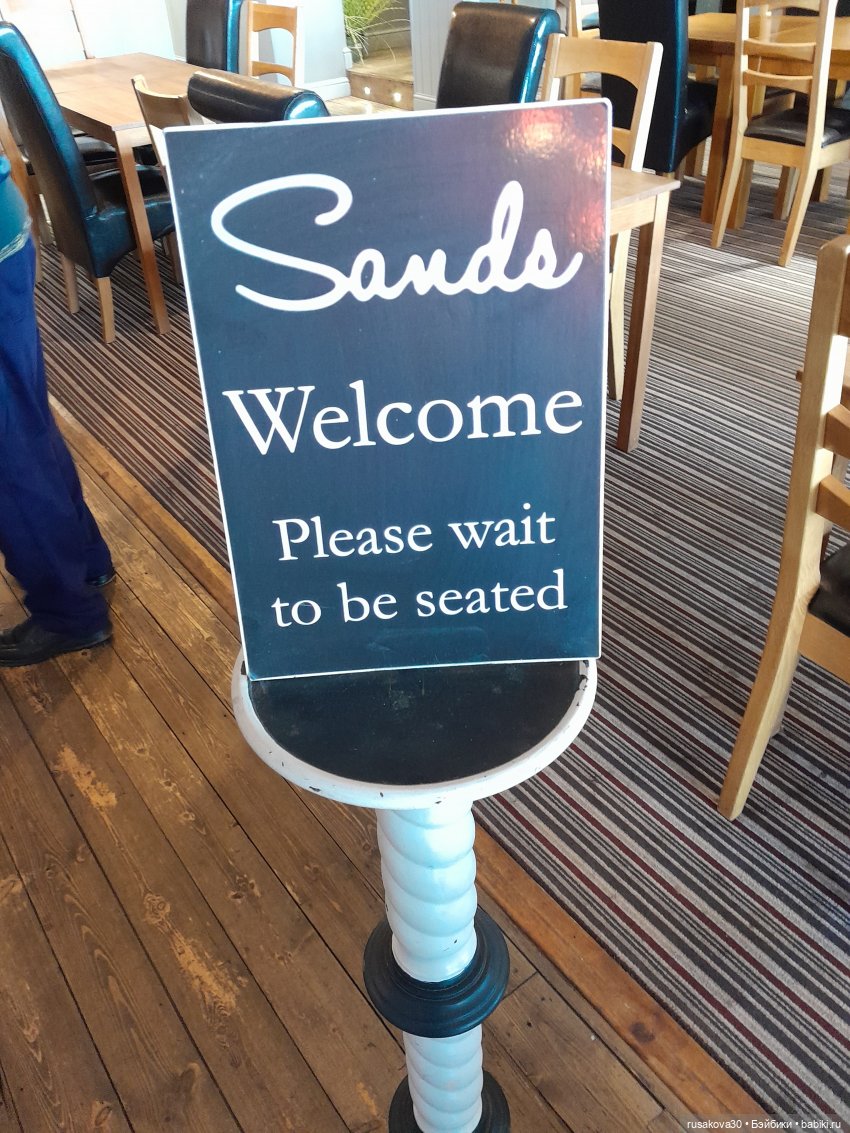 Sands
Welcome
Please wait
to be seated
rusakova30 • Бэйбики • babiki.ru